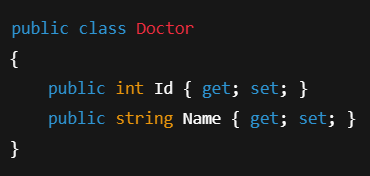 public class Doctor
{
    public int Id { get; set; }
    public string Name { get; set; }
}